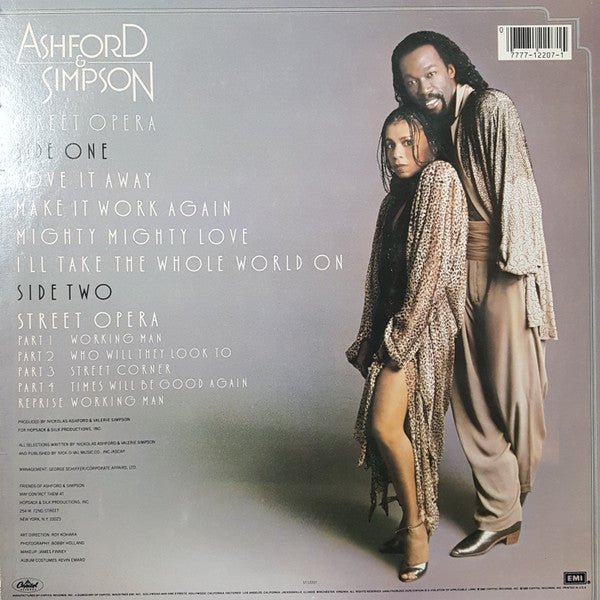 ASHFORD
&
SIMPSON
STREET OPERA
SIDE ONE
LOVE IT AWAY
MAKE IT WORK AGAIN
MIGHTY MIGHTY LOVE
I'LL TAKE THE WHOLE WORLD ON
SIDE TWO
STREET OPERA
PART 1 WORKING MAN
PART 2 WHO WILL THEY LOOK TO
PART 3 STREET CORNER
PART 4 TIMES WILL BE GOOD AGAIN
REPRISE WORKING MAN
PRODUCED BY NICKOLAS ASHFORD & VALERIE SIMPSON
FOR HOPSACK & SILK PRODUCTIONS, INC.
ALL SELECTIONS WRITTEN BY NICKOLAS ASHFORD & VALERIE SIMPSON
AND PUBLISHED BY NICK-O-VAL MUSIC CO., INC./ASCAP
MANAGEMENT: GEORGE SCHIFFER/CORPORATE AFFAIRS, LTD.
FRIENDS OF ASHFORD & SIMPSON
MAY CONTACT THEM AT
HOPSACK & SILK PRODUCTIONS, INC.
254 W. 72ND STREET
NEW YORK, N.Y. 10023
ART DIRECTION: ROY KOHARA
PHOTOGRAPHY: BOBBY HOLLAND
MAKEUP: JAMES FINNEY
ALBUM COSTUMES: KEVIN EWARD
0
7777-12207-1
Capitol
EMI